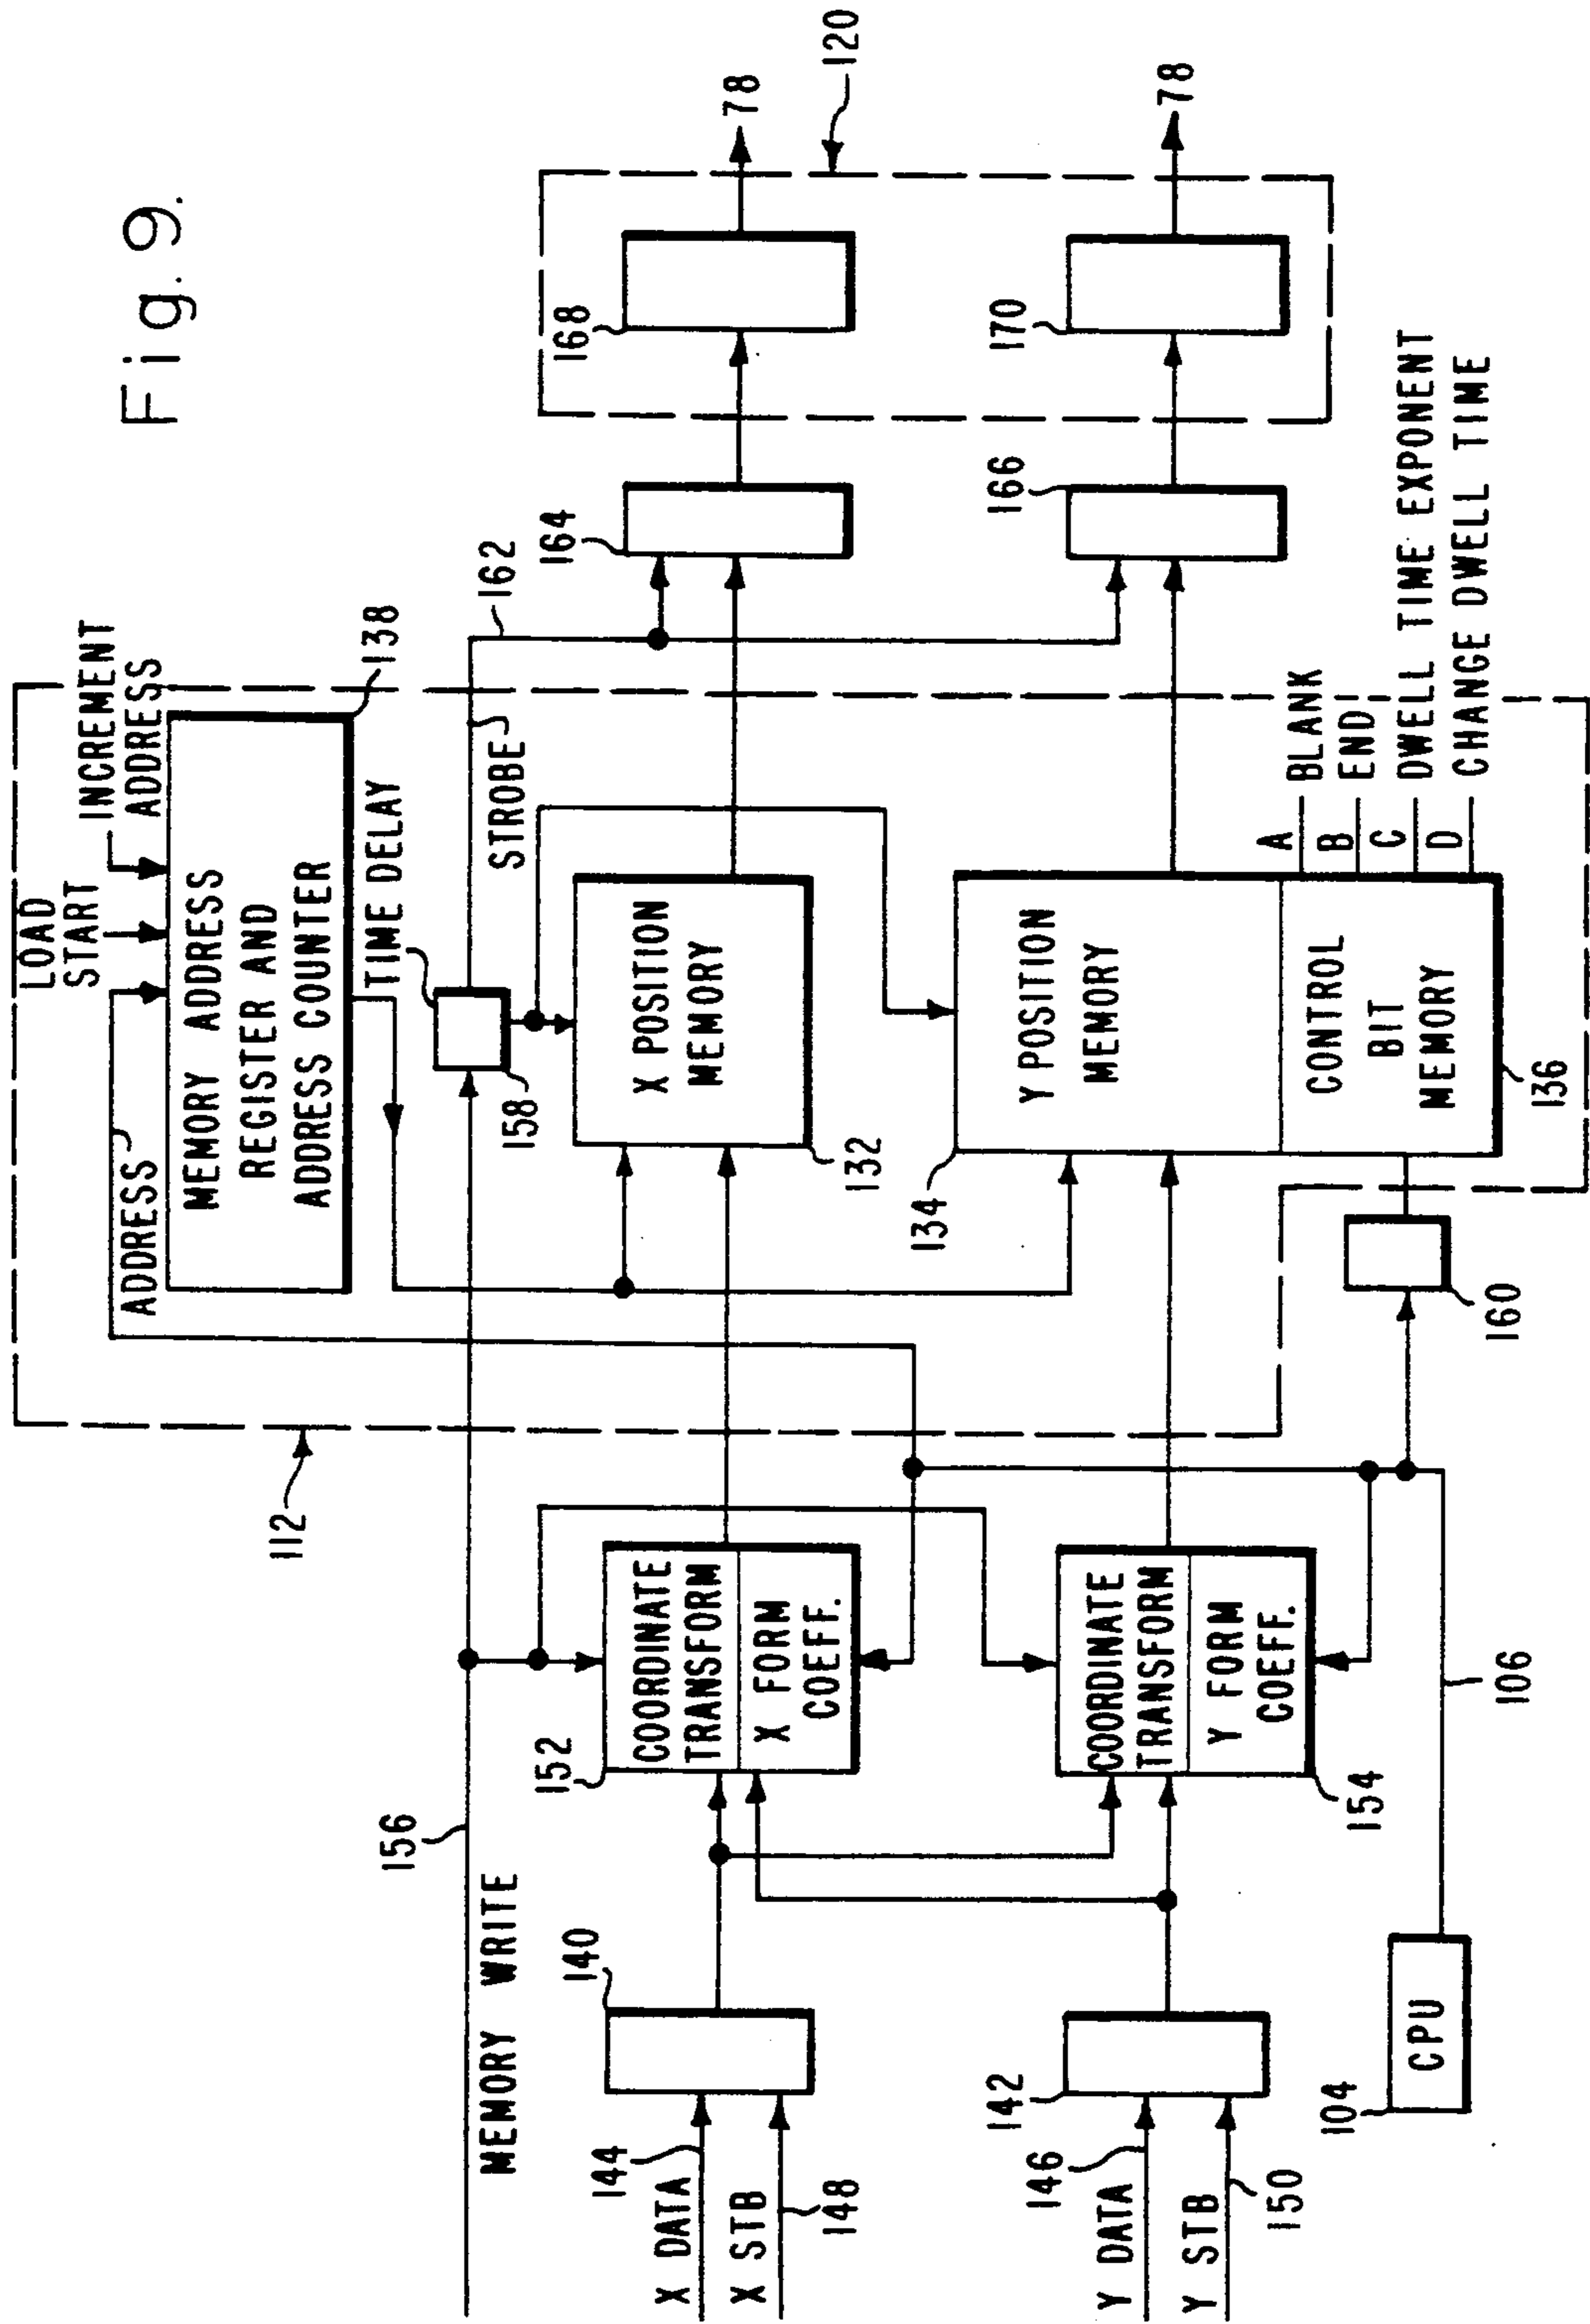 Fig. 9.
LOAD
START
INCREMENT
ADDRESS
ADDRESS
MEMORY ADDRESS
REGISTER AND
ADDRESS COUNTER
138
112
156
MEMORY WRITE
TIME DELAY
158
STROBE
162
140
144
X DATA
X STB
148
152
COORDINATE
TRANSFORM
X FORM
COEFF.
X POSITION
MEMORY
132
164
168
78
120
142
146
Y DATA
Y STB
150
COORDINATE
TRANSFORM
Y FORM
COEFF.
154
134
Y POSITION
MEMORY
CONTROL
BIT
MEMORY
136
166
170
78
A BLANK
B END
C DWELL TIME EXPONENT
D CHANGE DWELL TIME
160
104
CPU
106